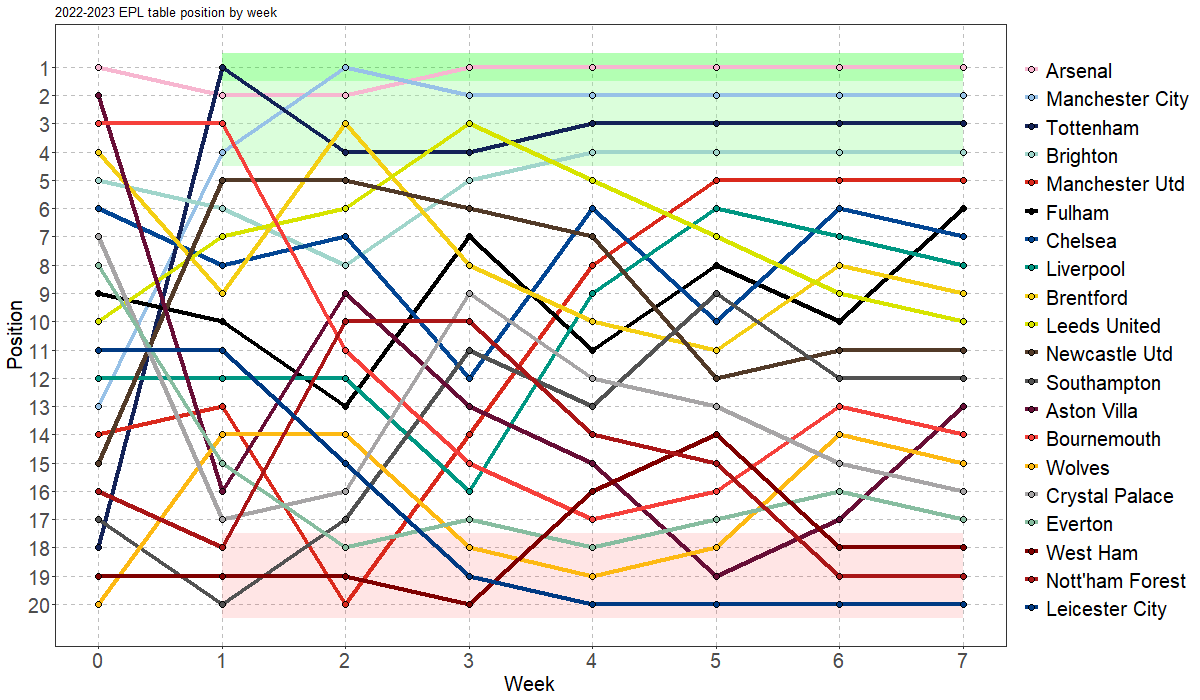 2022-2023 EPL table position by week
Position
1
2
3
4
5
6
7
8
9
10
11
12
13
14
15
16
17
18
19
20
0 1 2 3 4 5 6 7
Week
Arsenal
Manchester City
Tottenham
Brighton
Manchester Utd
Fulham
Chelsea
Liverpool
Brentford
Leeds United
Newcastle Utd
Southampton
Aston Villa
Bournemouth
Wolves
Crystal Palace
Everton
West Ham
Nott'ham Forest
Leicester City